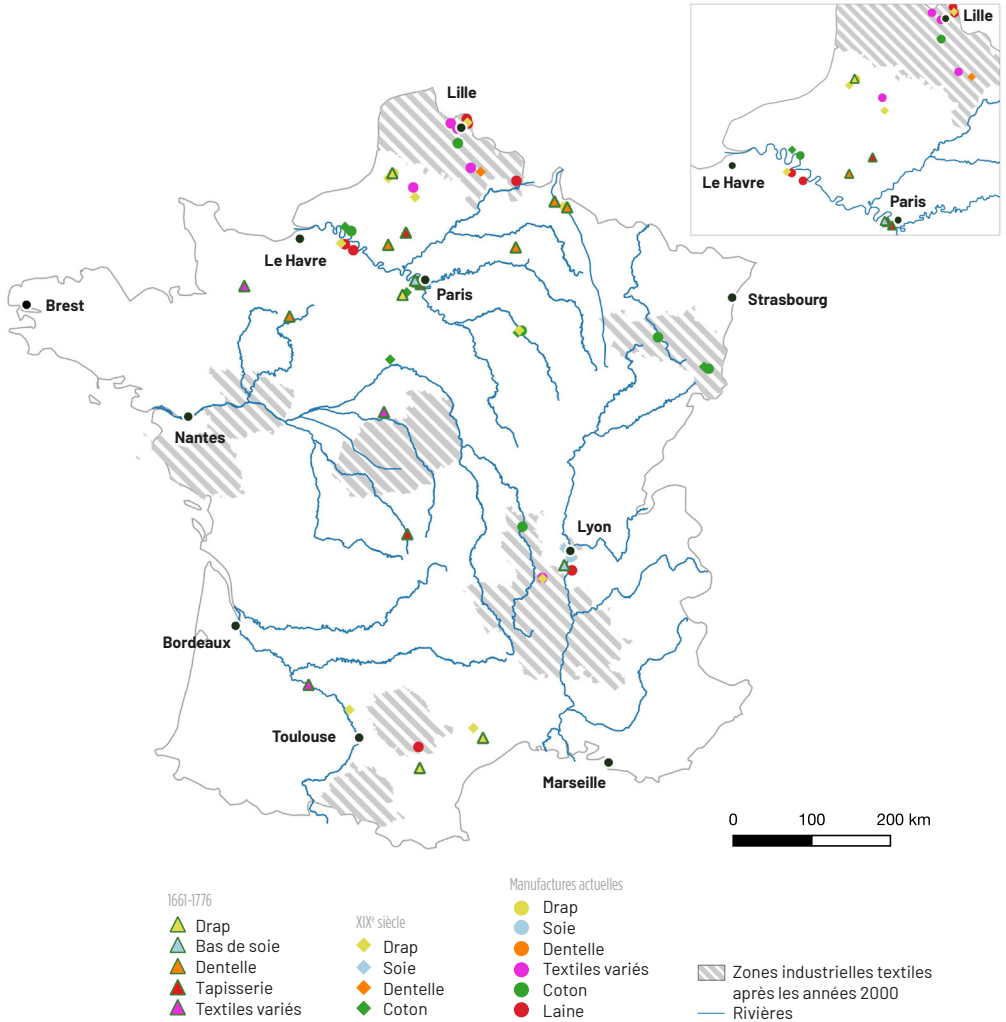 Lille
Le Havre
Paris
Lille
Le Havre
Paris
Brest
Strasbourg
Nantes
Lyon
Bordeaux
Toulouse
Marseille
0 100 200 km
1661-1776
Drap
Bas de soie
Dentelle
Tapisserie
Textiles variés
XIXe siècle
Drap
Soie
Dentelle
Coton
Manufactures actuelles
Drap
Soie
Dentelle
Textiles variés
Coton
Laine
Zones industrielles textiles
après les années 2000
Rivières